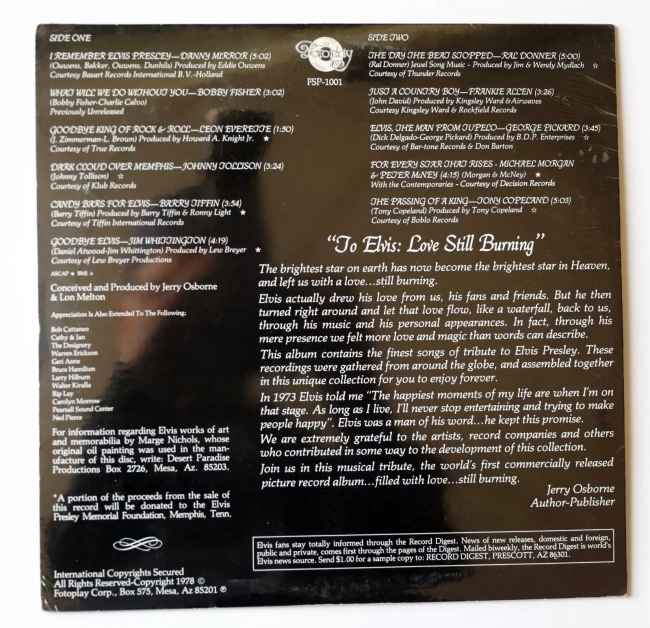 SIDE ONE
I REMEMBER ELVIS PRESLEY—DANNY MIRROR (5:02)
(Ouwens, Bakker, Ouwens, Dunhils) Produced by Eddie Ouwens
Courtesy Basart Records International B.V.-Holland
WHAT WILL WE DO WITHOUT YOU—BOBBY FISHER (3:02)
(Bobby Fisher-Charlie Calvo)
Previously Unreleased
GOODBYE KING OF ROCK & ROLL—LEON EVERETTE (1:50)
(J. Zimmerman-L. Brown) Produced by Howard A. Knight Jr. ★
Courtesy of True Records
DARK CLOUD OVER MEMPHIS—JOHNNY TOLLISON (3:24)
(Johnny Tollison) ☆
Courtesy of Klub Records
CANDY BARS FOR ELVIS—BARRY TIFFIN (3:54)
(Barry Tiffin) Produced by Barry Tiffin & Ronny Light ★
Courtesy of Tiffin International Records
GOODBYE ELVIS—JIM WHITTINGTON (4:19)
(Daniel Atwood-Jim Whittington) Produced by Lew Breyer ★
Courtesy of Lew Breyer Productions
ASCAP ★ BMI ☆
Conceived and Produced by Jerry Osborne
& Lon Melton
Appreciation Is Also Extended To The Following:
Bob Cattaneo
Cathy & Jan
The Designery
Warren Erickson
Geri Anne
Bruce Hamilton
Larry Hilburn
Walter Kiralla
Rip Lay
Carolyn Morrow
Pearsall Sound Center
Ned Pierce
For information regarding Elvis works of art
and memorabilia by Marge Nichols, whose
original oil painting was used in the manu-
facture of this disc, write: Desert Paradise
Productions Box 2726, Mesa, Az. 85203.
*A portion of the proceeds from the sale of
this record will be donated to the Elvis
Presley Memorial Foundation, Memphis, Tenn.
International Copyrights Secured
All Rights Reserved-Copyright 1978 ©
Fotoplay Corp., Box 575, Mesa, Az 85201 ℗
Fotoplay
FSP-1001
SIDE TWO
THE DAY THE BEAT STOPPED—RAL DONNER (5:00)
(Ral Donner) Jewel Song Music - Produced by Jim & Wendy Mydlach ☆
Courtesy of Thunder Records
JUST A COUNTRY BOY—FRANKIE ALLEN (3:26)
(John David) Produced by Kingsley Ward & Airwaves
Courtesy Kingsley Ward & Rockfield Records
ELVIS, THE MAN FROM TUPELO—GEORGE PICKARD (3:45)
(Dick Delgado-George Pickard) Produced by B.D.P. Enterprises ☆
Courtesy of Bar-tone Records & Don Barton
FOR EVERY STAR THAT RISES - MICHAEL MORGAN
& PETER McNEY (4:15) (Morgan & McNey) ★
With the Contemporaries - Courtesy of Decision Records
THE PASSING OF A KING—TONY COPELAND (5:03)
(Tony Copeland) Produced by Tony Copeland ☆
Courtesy of Boblo Records
"To Elvis: Love Still Burning"
The brightest star on earth has now become the brightest star in Heaven,
and left us with a love...still burning.
Elvis actually drew his love from us, his fans and friends. But he then
turned right around and let that love flow, like a waterfall, back to us,
through his music and his personal appearances. In fact, through his
mere presence we felt more love and magic than words can describe.
This album contains the finest songs of tribute to Elvis Presley. These
recordings were gathered from around the globe, and assembled together
in this unique collection for you to enjoy forever.
In 1973 Elvis told me "The happiest moments of my life are when I'm on
that stage. As long as I live, I'll never stop entertaining and trying to make
people happy". Elvis was a man of his word...he kept this promise.
We are extremely grateful to the artists, record companies and others
who contributed in some way to the development of this collection.
Join us in this musical tribute, the world's first commercially released
picture record album...filled with love...still burning.
Jerry Osborne
Author-Publisher
Elvis fans stay totally informed through the Record Digest. News of new releases, domestic and foreign,
public and private, comes first through the pages of the Digest. Mailed biweekly, the Record Digest is world's
Elvis news source. Send $1.00 for a sample copy to: RECORD DIGEST, PRESCOTT, AZ 86301.